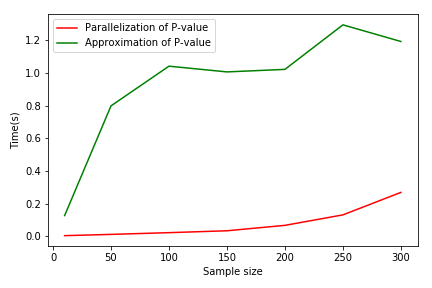 Parallelization of P-value
Approximation of P-value
1.2
1.0
0.8
0.6
0.4
0.2
0.0
Time(s)
0 50 100 150 200 250 300
Sample size